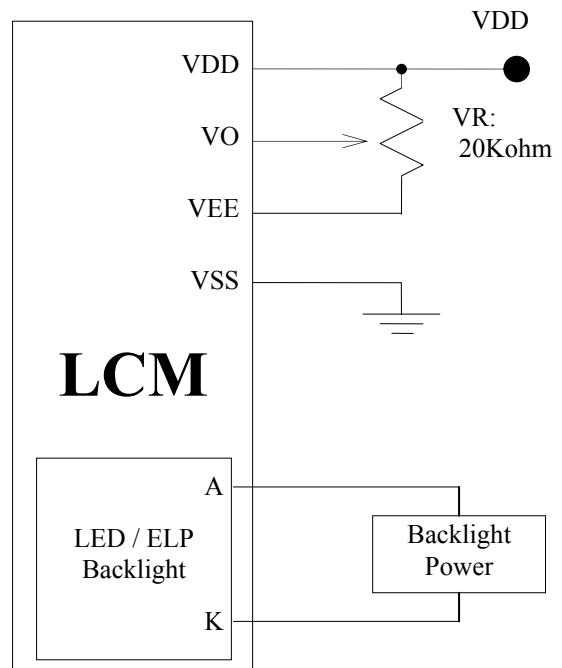 VDD
VDD
VO
VR:
20Kohm
VEE
VSS
LCM
A
LED / ELP
Backlight
Backlight
Power
K